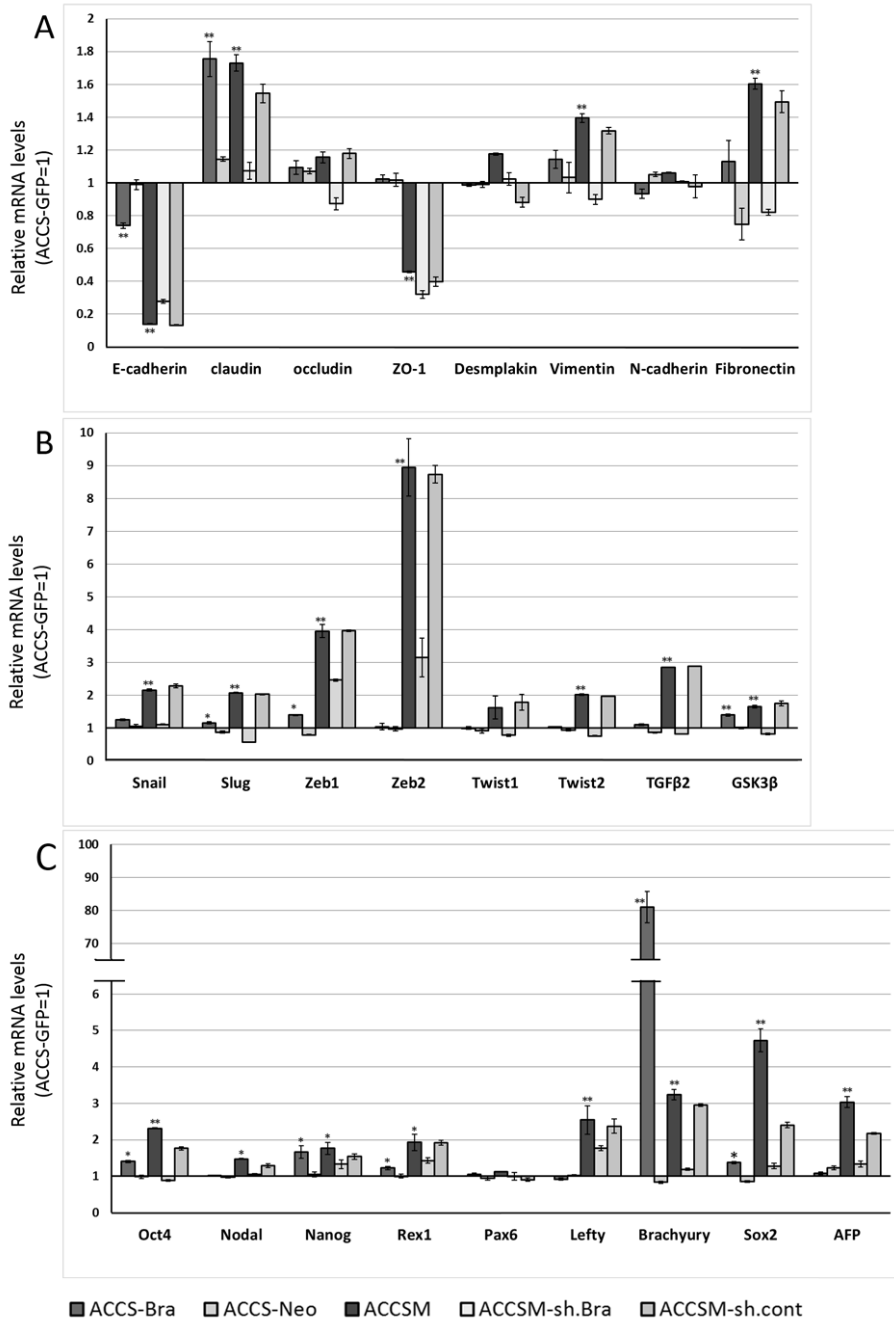 A
Relative mRNA levels
(ACCS-GFP=1)
2
1.8
1.6
1.4
1.2
1
0.8
0.6
0.4
0.2
0
** ** ** **
** ** **
E-cadherin claudin occludin ZO-1 Desmplakin Vimentin N-cadherin Fibronectin
B
Relative mRNA levels
(ACCS-GFP=1)
10
9
8
7
6
5
4
3
2
1
0
** * ** * ** ** ** ** ** **
Snail Slug Zeb1 Zeb2 Twist1 Twist2 TGFβ2 GSK3β
C
Relative mRNA levels
(ACCS-GFP=1)
100
90
80
70
6
5
4
3
2
1
0
* ** * * * * * ** ** ** * ** **
Oct4 Nodal Nanog Rex1 Pax6 Lefty Brachyury Sox2 AFP
ACCS-Bra ACCS-Neo ACCSM ACCSM-sh.Bra ACCSM-sh.cont